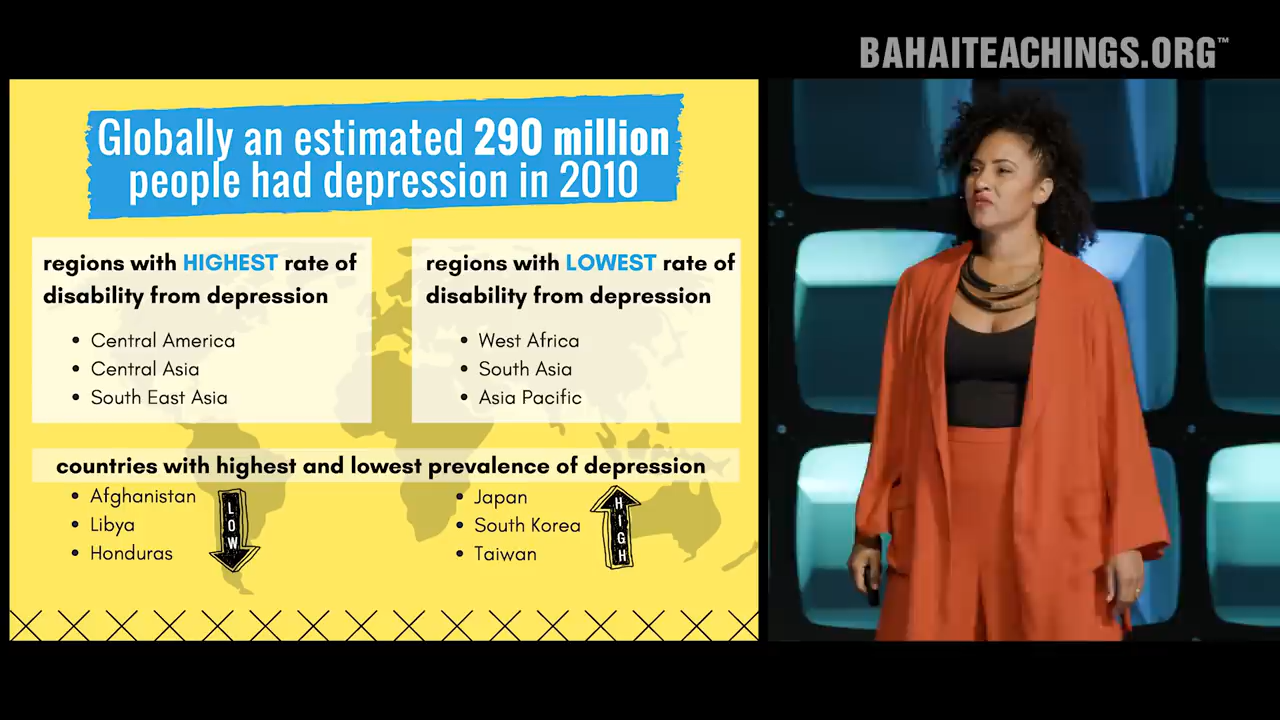 BAHAITEACHINGS.ORG™
Globally an estimated 290 million
people had depression in 2010
regions with HIGHEST rate of
disability from depression
• Central America
• Central Asia
• South East Asia
regions with LOWEST rate of
disability from depression
• West Africa
• South Asia
• Asia Pacific
countries with highest and lowest prevalence of depression
• Afghanistan
• Libya
• Honduras
LOW
• Japan
• South Korea
• Taiwan
HIGH